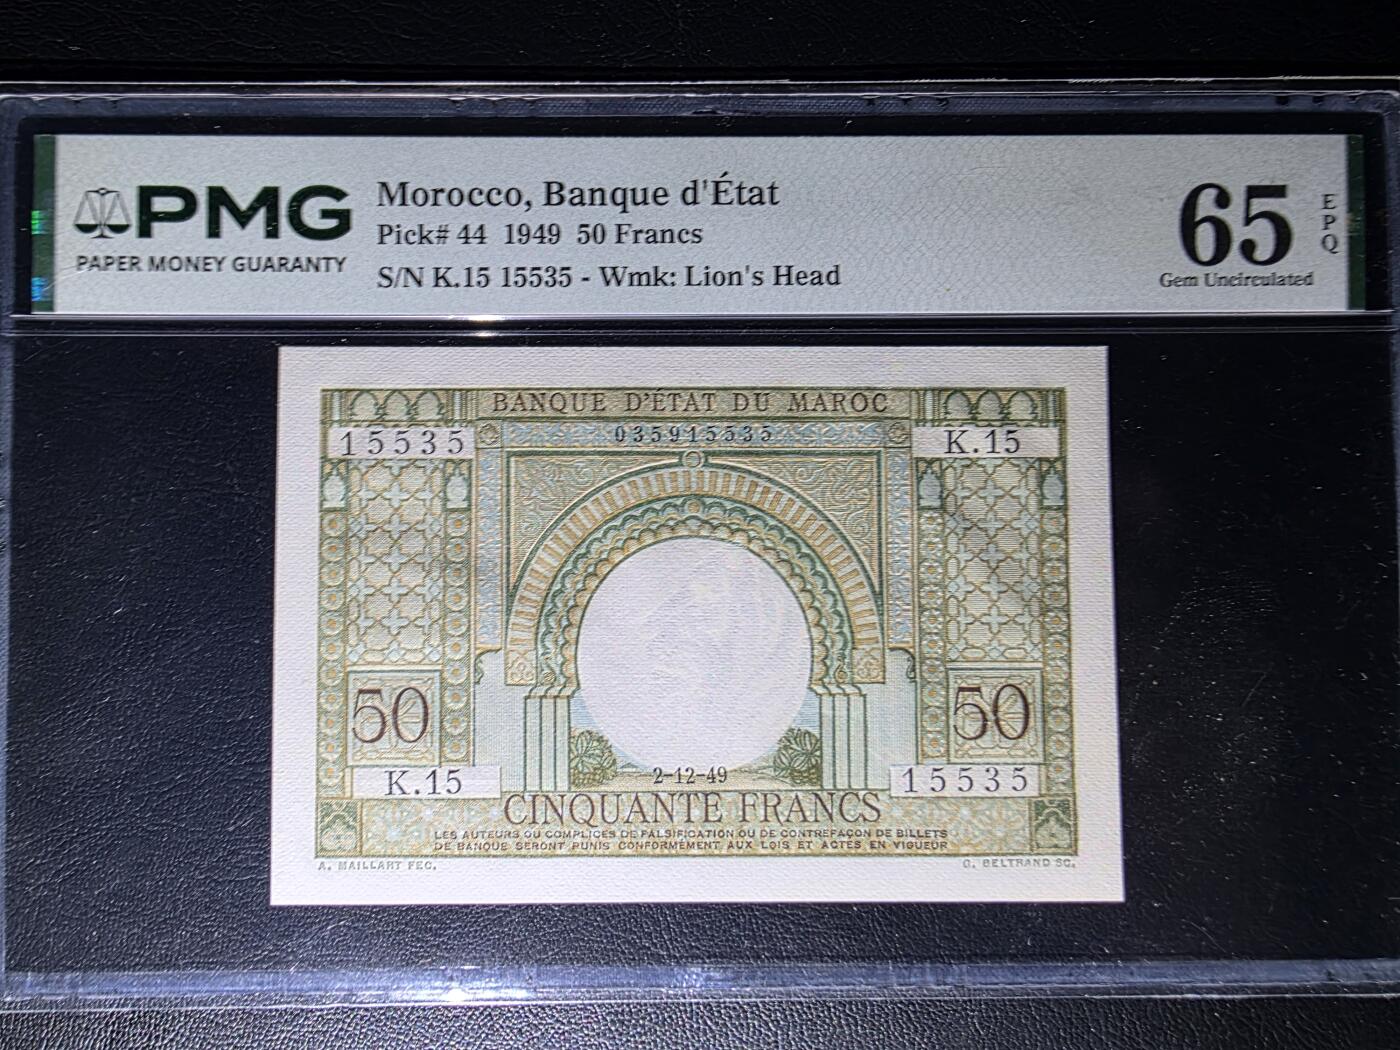 PMG
PAPER MONEY GUARANTY
Morocco, Banque d'État
Pick# 44 1949 50 Francs
S/N K.15 15535 - Wmk: Lion's Head
65
EPQ
Gem Uncirculated
BANQUE D'ÉTAT DU MAROC
15535
035915535
K.15
50
50
K.15
2-12-49
15535
CINQUANTE FRANCS
LES AUTEURS OU COMPLICES DE FALSIFICATION OU DE CONTREFAÇON DE BILLETS
DE BANQUE SERONT PUNIS CONFORMÉMENT AUX LOIS ET ACTES EN VIGUEUR
A. MAILLART FEC.
G. BELTRAND SC.